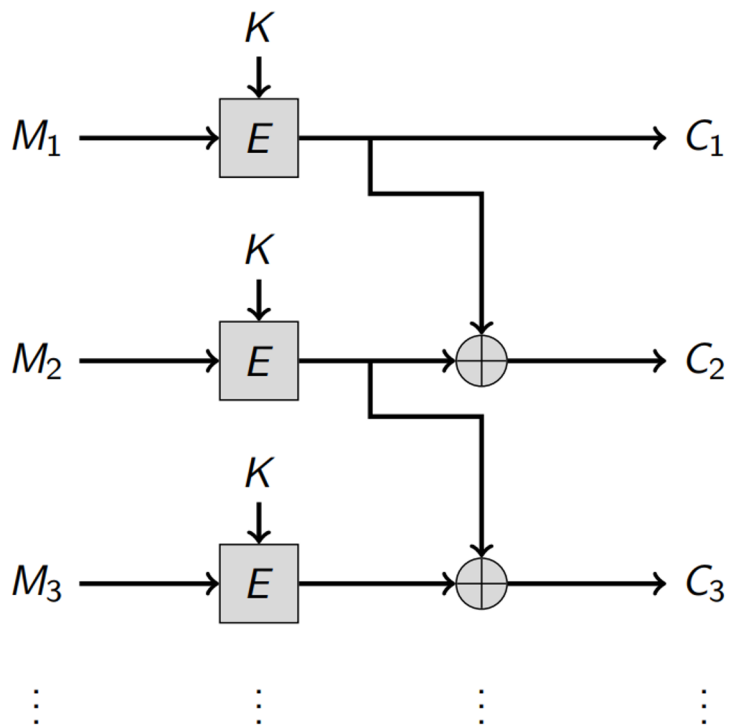 K
M₁ E C₁
K
M₂ E C₂
K
M₃ E C₃
⋮ ⋮ ⋮ ⋮